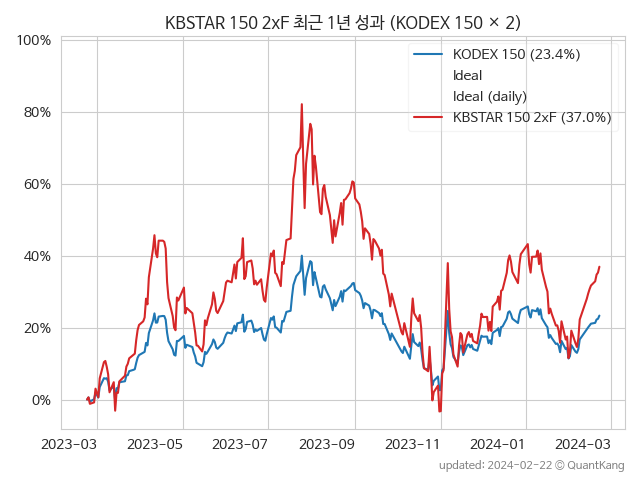 KBSTAR 150 2xF 최근 1년 성과 (KODEX 150 × 2)
100%
80%
60%
40%
20%
0%
KODEX 150 (23.4%)
Ideal
Ideal (daily)
KBSTAR 150 2xF (37.0%)
2023-03
2023-05
2023-07
2023-09
2023-11
2024-01
2024-03
updated: 2024-02-22 © QuantKang